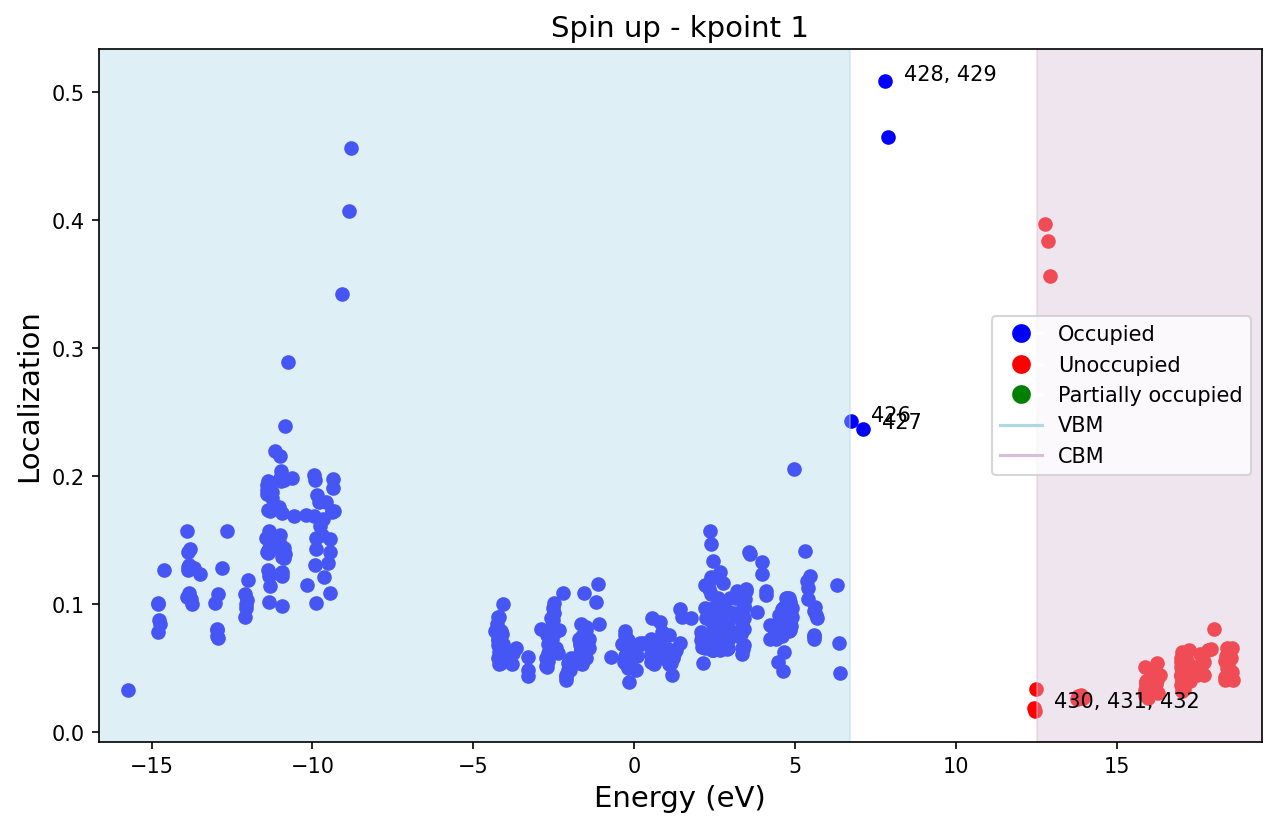 Spin up - kpoint 1
Localization
0.5
0.4
0.3
0.2
0.1
0.0
428, 429
426
427
430, 431, 432
Occupied
Unoccupied
Partially occupied
VBM
CBM
−15
−10
−5
0
5
10
15
Energy (eV)